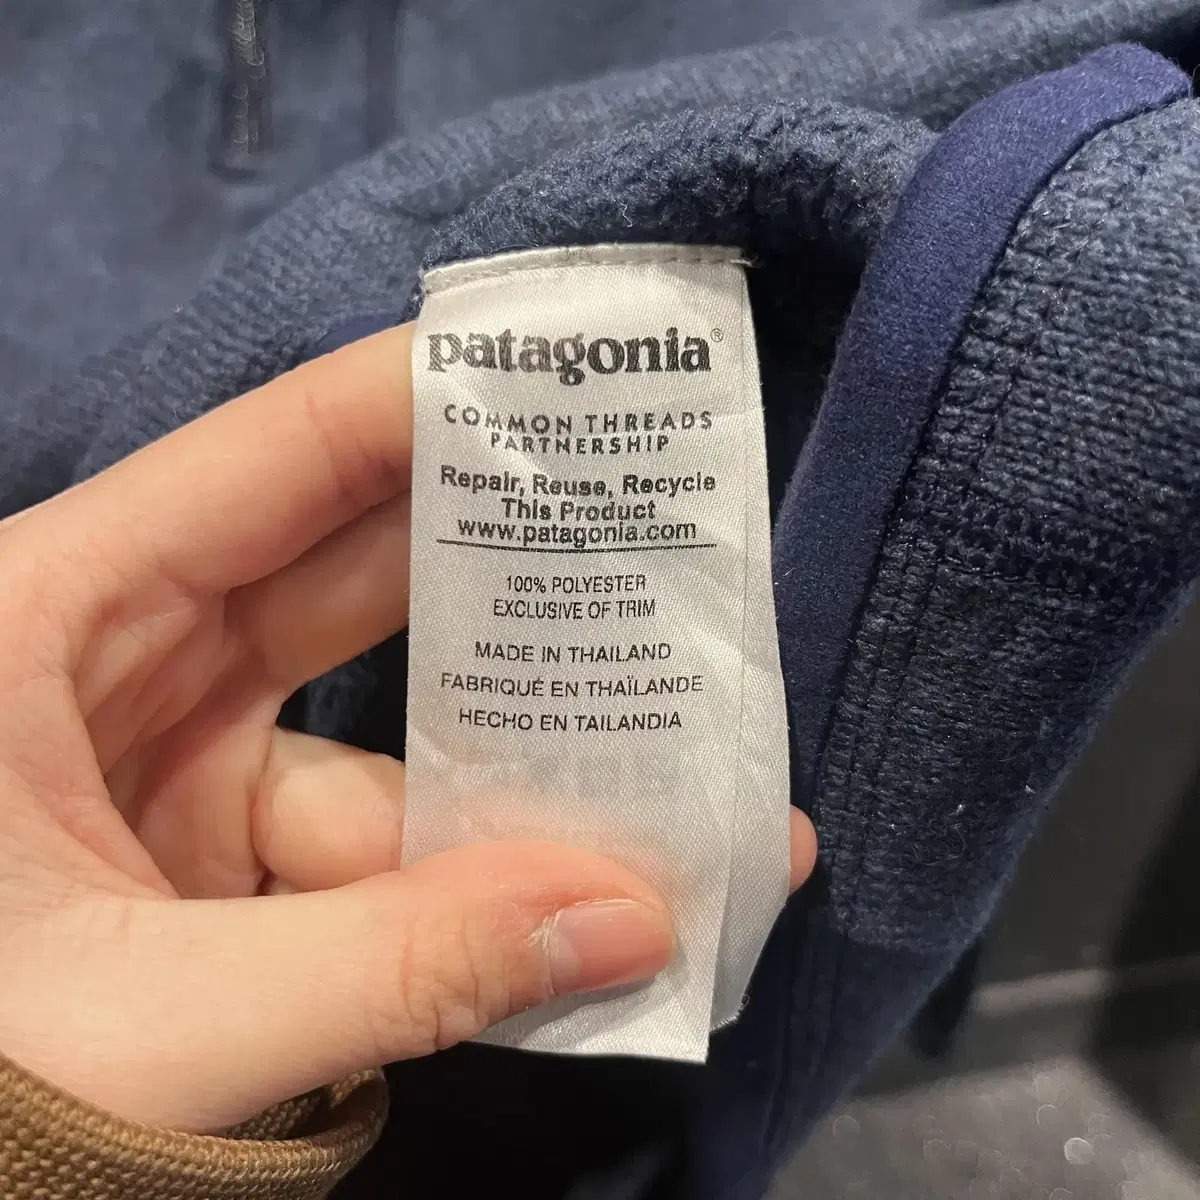 patagonia®
COMMON THREADS
PARTNERSHIP
Repair, Reuse, Recycle
This Product
www.patagonia.com
100% POLYESTER
EXCLUSIVE OF TRIM
MADE IN THAILAND
FABRIQUÉ EN THAÏLANDE
HECHO EN TAILANDIA